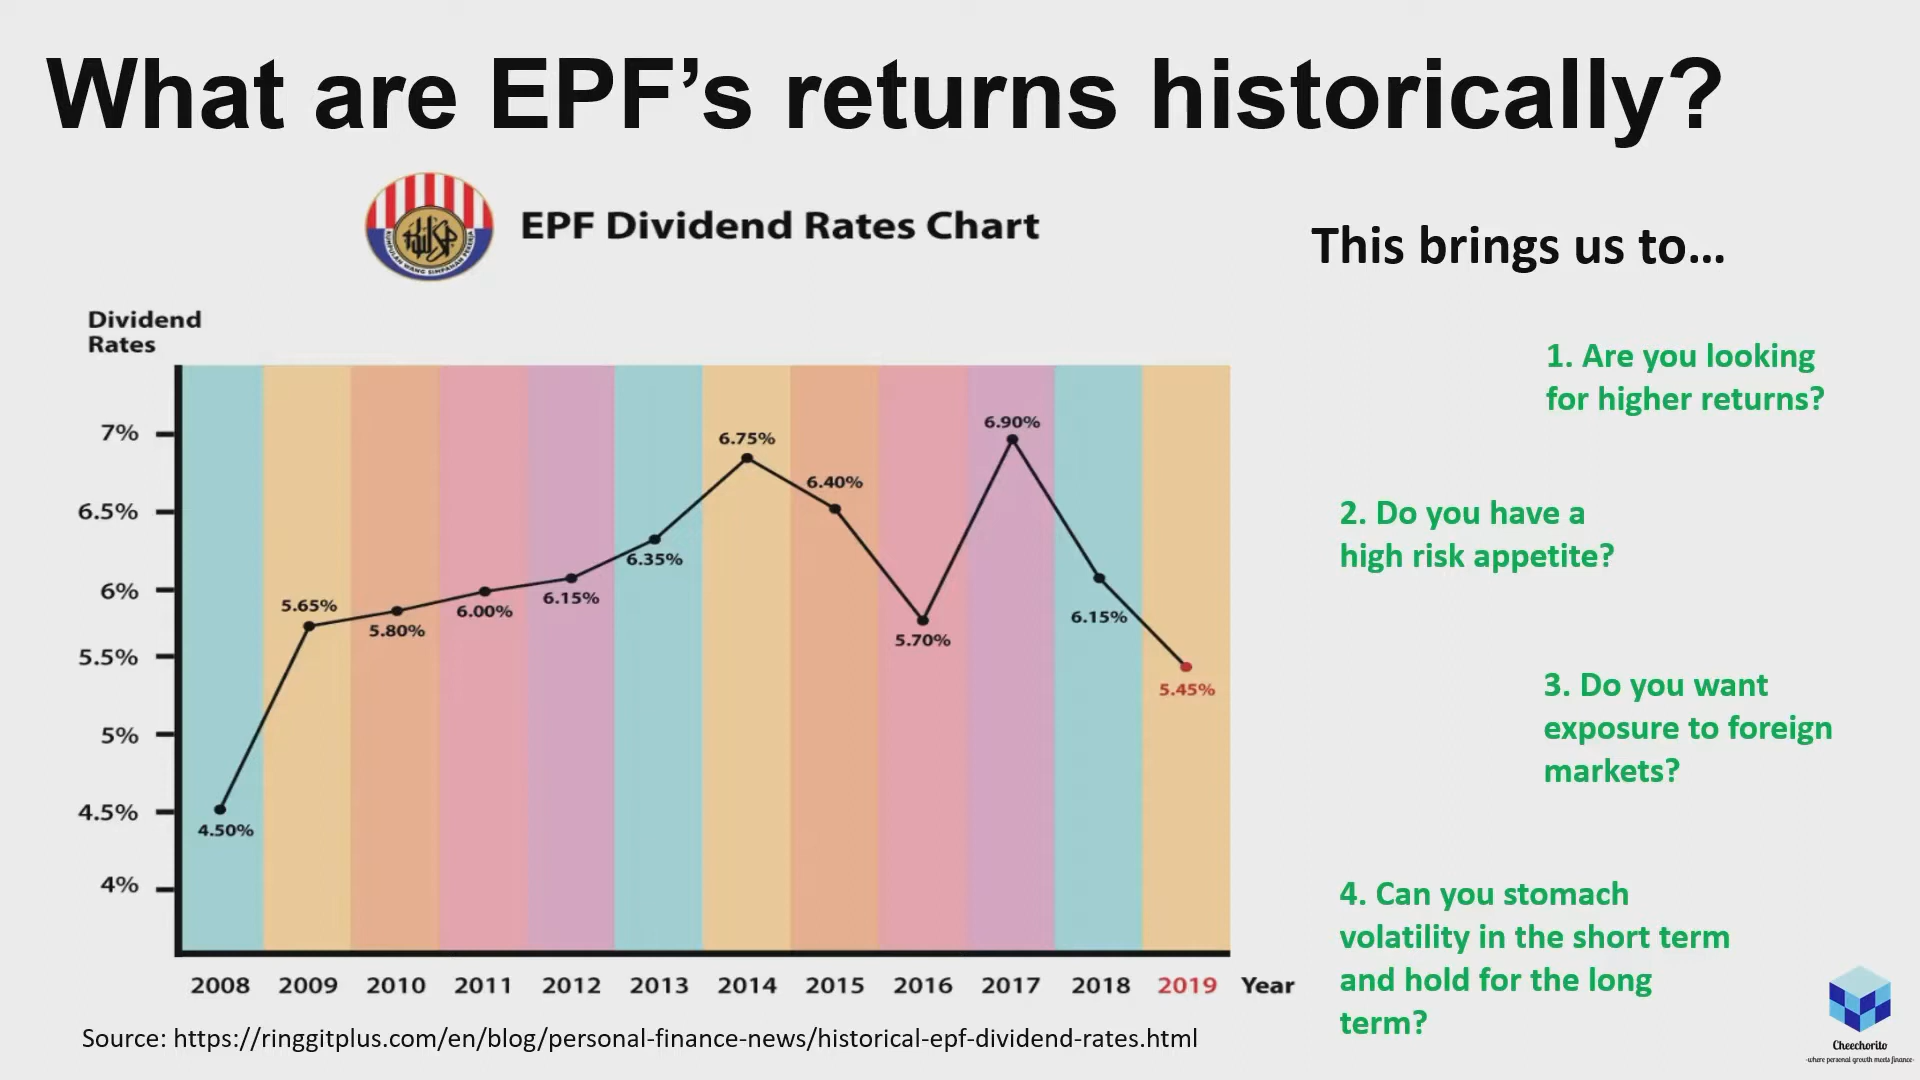 What are EPF’s returns historically?
EPF Dividend Rates Chart
This brings us to...
Dividend
Rates
7%
6.5%
6%
5.5%
5%
4.5%
4%
4.50%
5.65%
5.80%
6.00%
6.15%
6.35%
6.75%
6.40%
5.70%
6.90%
6.15%
5.45%
2008 2009 2010 2011 2012 2013 2014 2015 2016 2017 2018 2019 Year
Source: https://ringgitplus.com/en/blog/personal-finance-news/historical-epf-dividend-rates.html
1. Are you looking
for higher returns?
2. Do you have a
high risk appetite?
3. Do you want
exposure to foreign
markets?
4. Can you stomach
volatility in the short term
and hold for the long
term?
Cheechorito
-where personal growth meets finance-